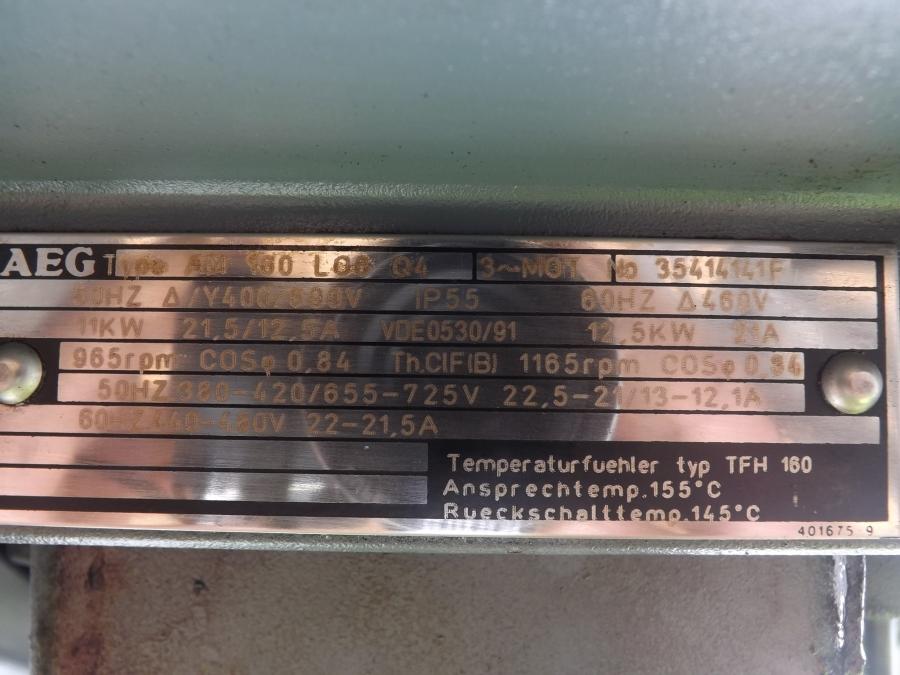 AEG Type AM 160 L06 Q4 3~MOT. No 35414141F
50HZ Δ/Y400/690V IP55 60HZ Δ460V
11KW 21,5/12,5A VDE0530/91 12,5KW 21A
965rpm COSφ 0,84 Th.Cl.F(B) 1165rpm COSφ 0,84
50HZ 380-420/655-725V 22,5-21/13-12,1A
60HZ 440-480V 22-21,5A
Temperaturfuehler typ TFH 160
Ansprechtemp.155°C
Rueckschalttemp.145°C
401675 9